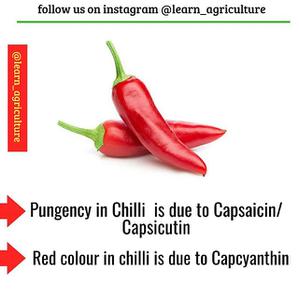 follow us on instagram @learn_agriculture
@learn_agriculture
Pungency in Chilli is due to Capsaicin/
Capsicutin
Red colour in chilli is due to Capcyanthin